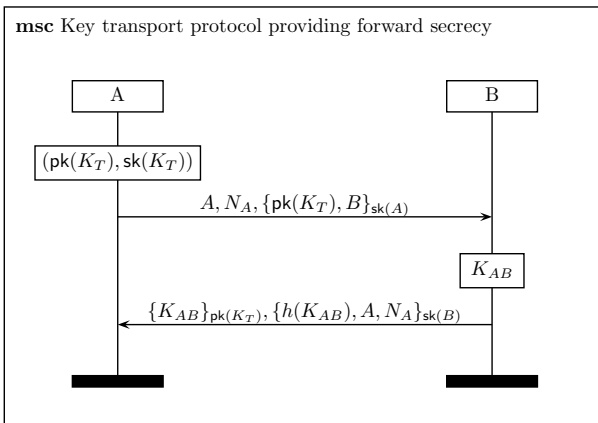 msc Key transport protocol providing forward secrecy
A B
(pk(K_T), sk(K_T))
A, N_A, {pk(K_T), B}_sk(A)
K_AB
{K_AB}_pk(K_T), {h(K_AB), A, N_A}_sk(B)